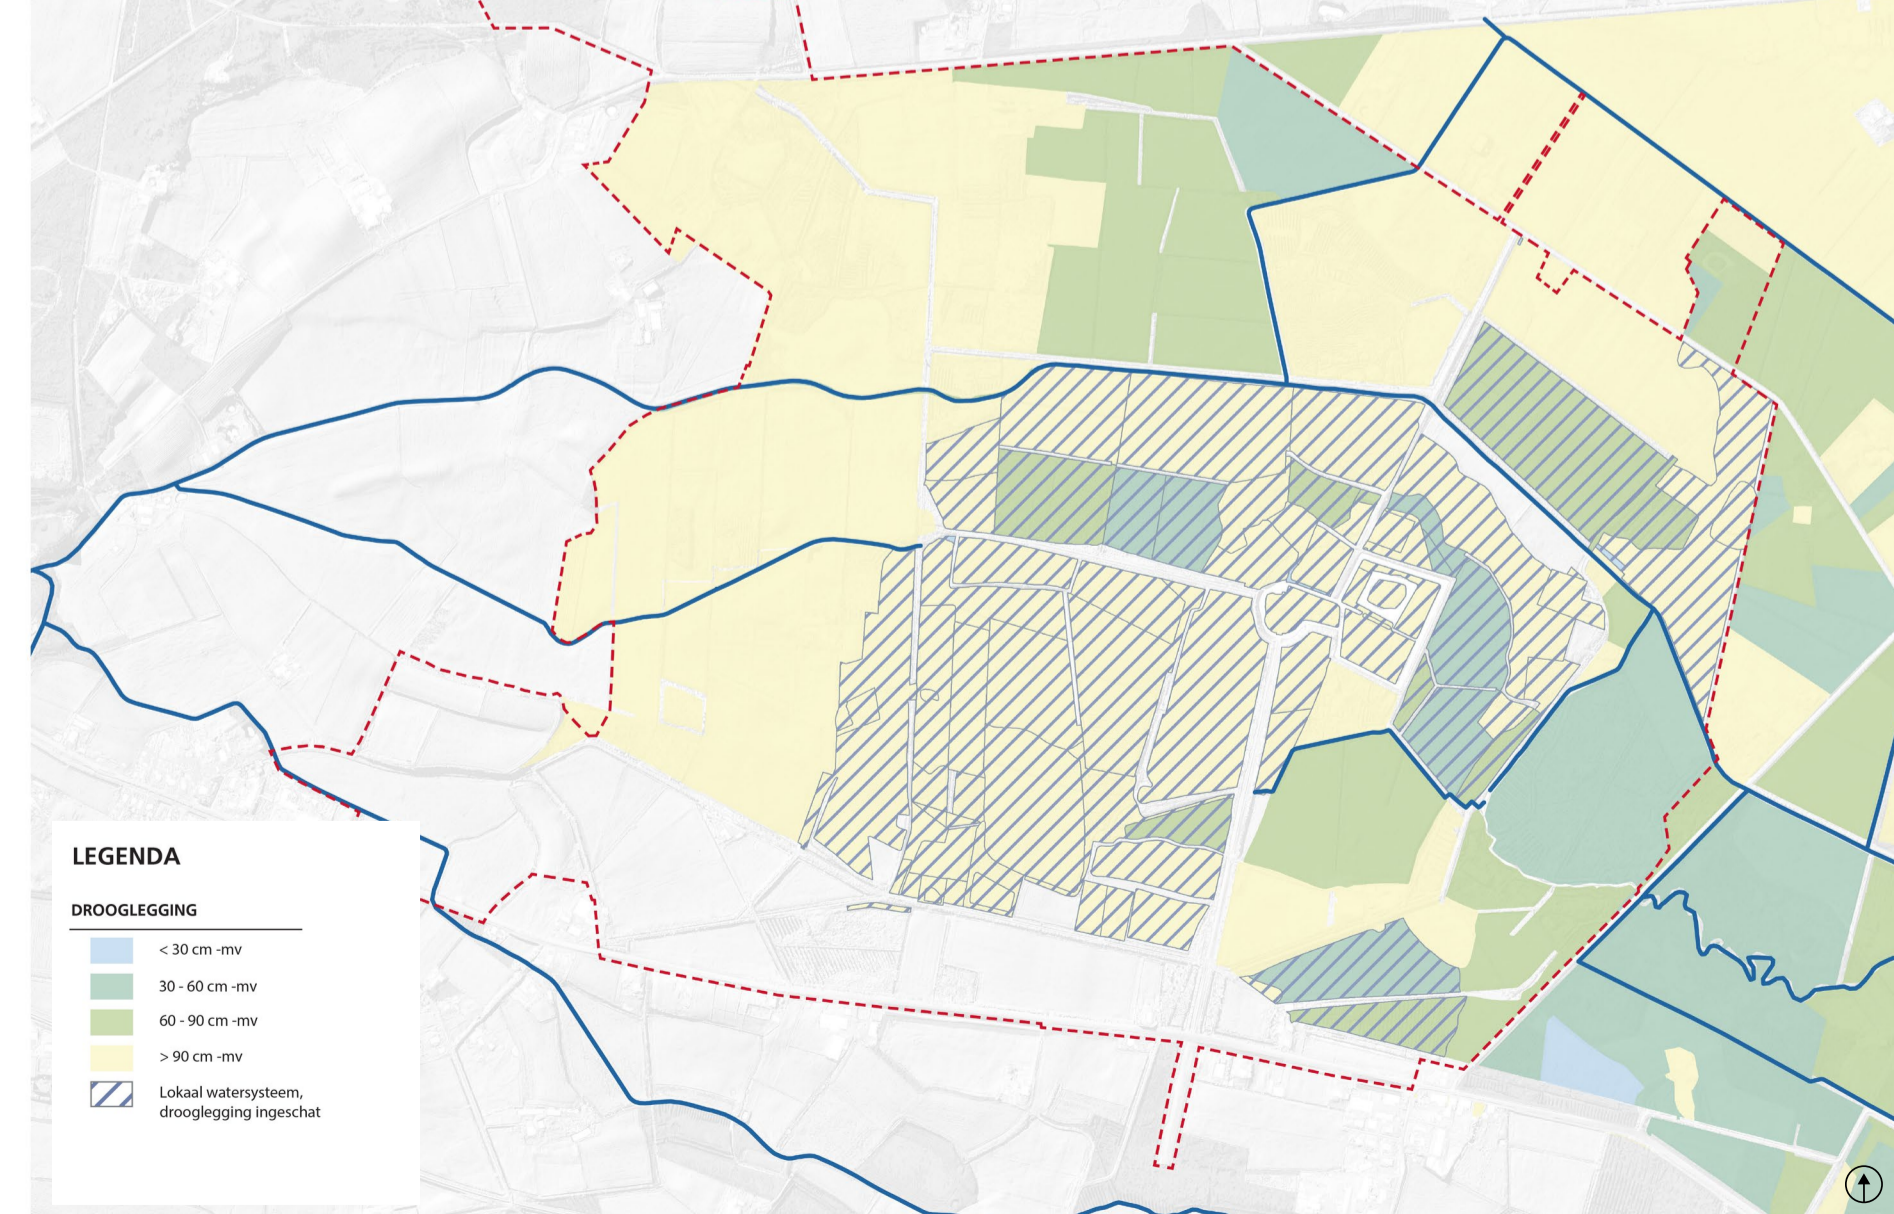 LEGENDA
DROOGLEGGING
< 30 cm -mv
30 - 60 cm -mv
60 - 90 cm -mv
> 90 cm -mv
Lokaal watersysteem,
drooglegging ingeschat